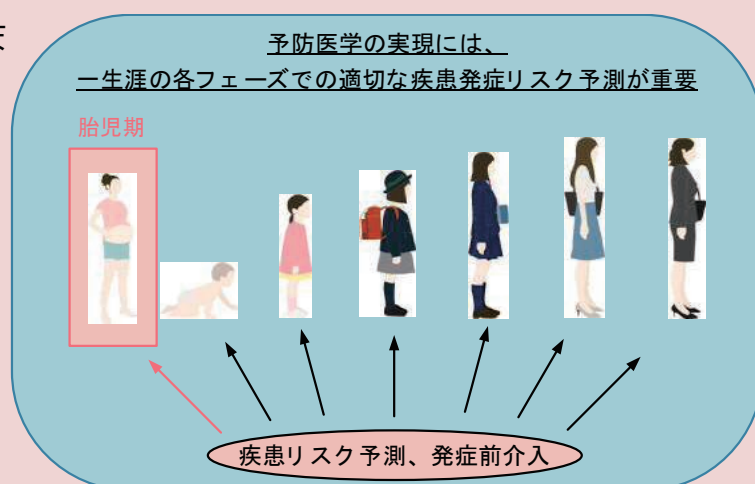 予防医学の実現には、
一生涯の各フェーズでの適切な疾患発症リスク予測が重要
胎児期
疾患リスク予測、発症前介入